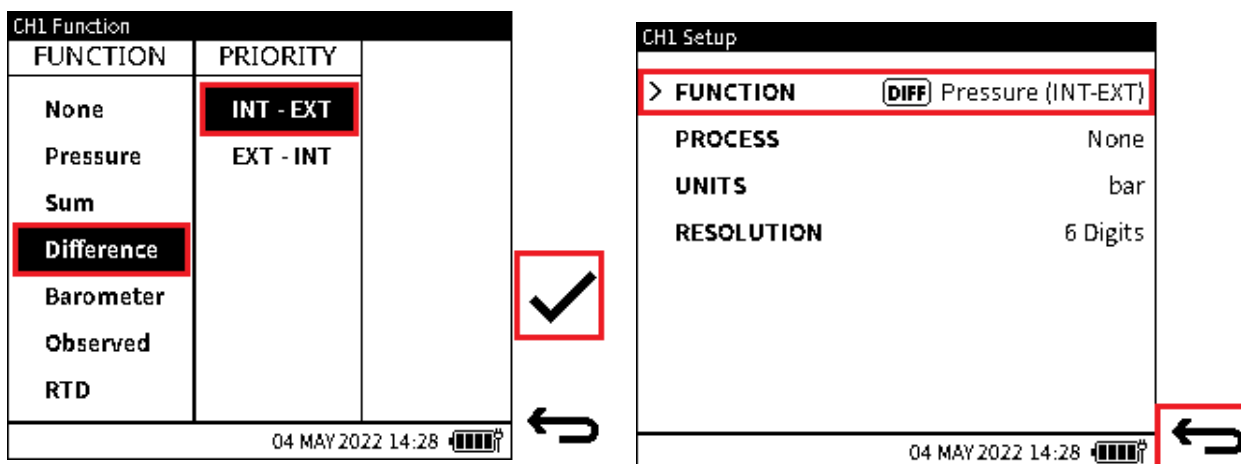 CH1 Function
FUNCTION PRIORITY
None INT - EXT
Pressure EXT - INT
Sum
Difference
Barometer
Observed
RTD
04 MAY 2022 14:28
CH1 Setup
> FUNCTION DIFF Pressure (INT-EXT)
PROCESS None
UNITS bar
RESOLUTION 6 Digits
04 MAY 2022 14:28